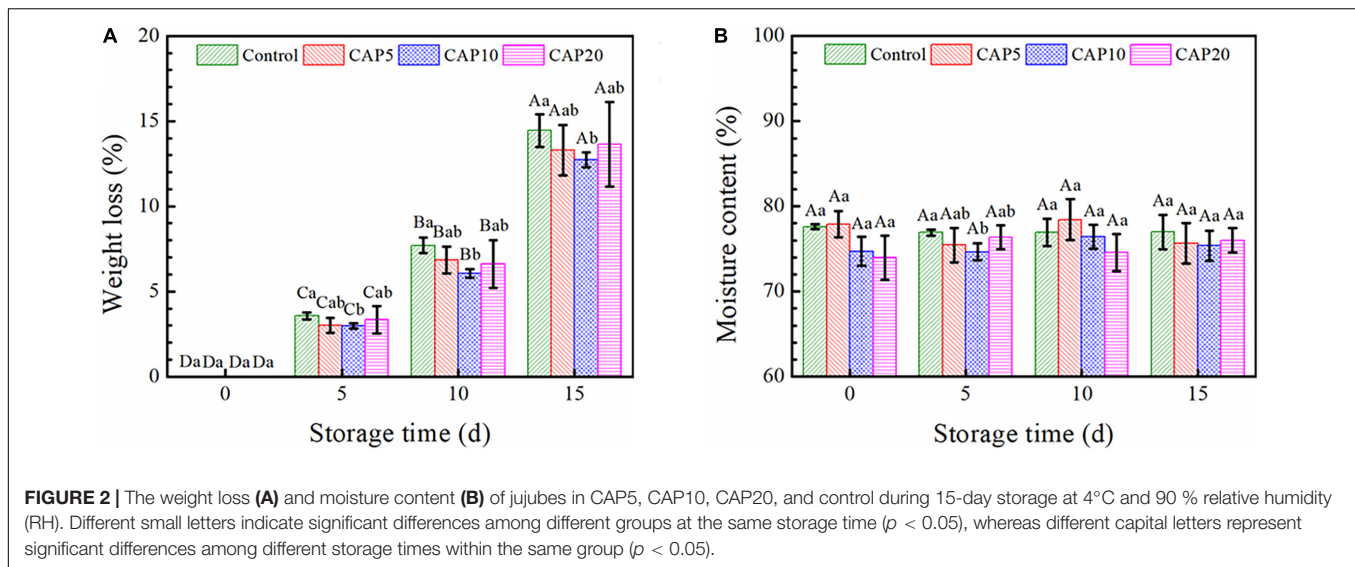 A
B
20
15
10
5
0
Weight loss (%)
Control CAP5 CAP10 CAP20
Da Da Da Da
Ca Cab Cb Cab
Ba Bab Bb Bab
Aa Aab Ab Aab
0 5 10 15
Storage time (d)
100
90
80
70
60
Moisture content (%)
Control CAP5 CAP10 CAP20
Aa Aa Aa Aa
Aa Aab Ab Aab
Aa Aa Aa Aa
Aa Aa Aa Aa
0 5 10 15
Storage time (d)
FIGURE 2 | The weight loss (A) and moisture content (B) of jujubes in CAP5, CAP10, CAP20, and control during 15-day storage at 4°C and 90 % relative humidity
(RH). Different small letters indicate significant differences among different groups at the same storage time (p < 0.05), whereas different capital letters represent
significant differences among different storage times within the same group (p < 0.05).